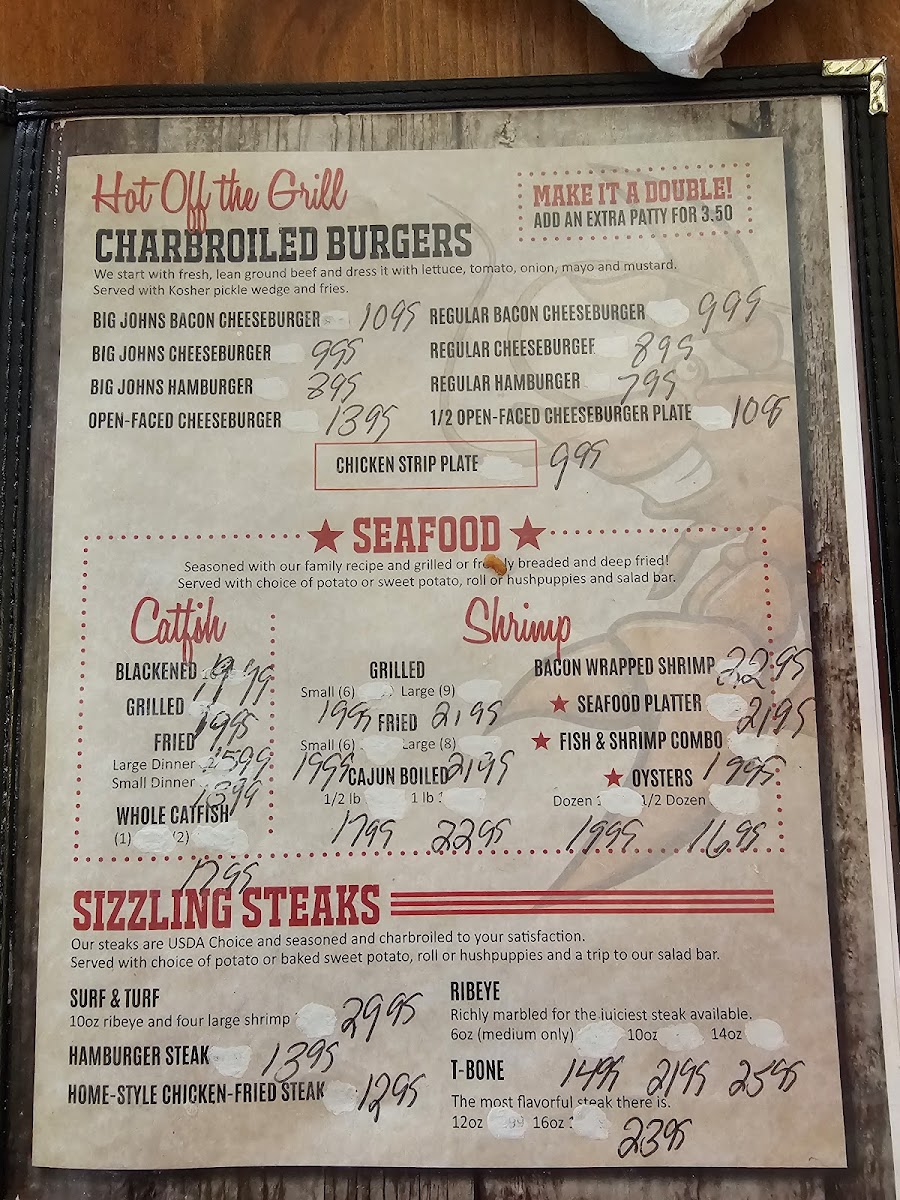 Hot Off the Grill
CHARBROILED BURGERS
MAKE IT A DOUBLE!
ADD AN EXTRA PATTY FOR 3.50
We start with fresh, lean ground beef and dress it with lettuce, tomato, onion, mayo and mustard.
Served with Kosher pickle wedge and fries.
BIG JOHNS BACON CHEESEBURGER 1095
REGULAR BACON CHEESEBURGER 999
BIG JOHNS CHEESEBURGER 995
REGULAR CHEESEBURGER 895
BIG JOHNS HAMBURGER 895
REGULAR HAMBURGER 795
OPEN-FACED CHEESEBURGER 1395
1/2 OPEN-FACED CHEESEBURGER PLATE 1095
CHICKEN STRIP PLATE 995
SEAFOOD
Seasoned with our family recipe and grilled or freshly breaded and deep fried!
Served with choice of potato or sweet potato, roll or hushpuppies and salad bar.
Catfish
BLACKENED
GRILLED 1995
FRIED
Large Dinner 1599
Small Dinner 1399
WHOLE CATFISH
(1) (2)
1795
Shrimp
GRILLED
Small (6) Large (9)
1995 2195
FRIED
Small (6) Large (8)
1995 2195
CAJUN BOILED
1/2 lb 1 lb
1795 2295
BACON WRAPPED SHRIMP 2295
SEAFOOD PLATTER 2195
FISH & SHRIMP COMBO
1995
OYSTERS
Dozen 1/2 Dozen
1995 1695
SIZZLING STEAKS
Our steaks are USDA Choice and seasoned and charbroiled to your satisfaction.
Served with choice of potato or baked sweet potato, roll or hushpuppies and a trip to our salad bar.
SURF & TURF
10oz ribeye and four large shrimp 2995
HAMBURGER STEAK 1395
HOME-STYLE CHICKEN-FRIED STEAK 1295
RIBEYE
Richly marbled for the juiciest steak available.
6oz (medium only) 10oz 14oz
1495 2195 2595
T-BONE
The most flavorful steak there is.
12oz 16oz
2395